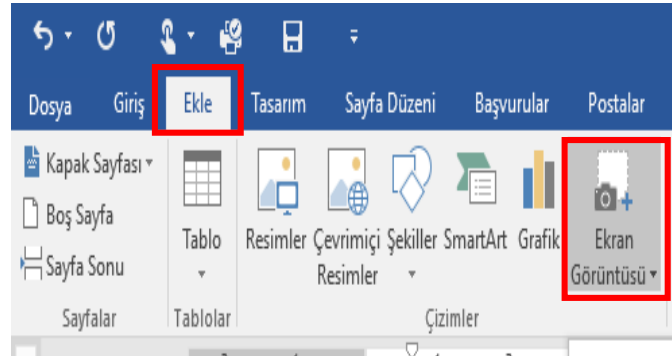 Dosya Giriş Ekle Tasarım Sayfa Düzeni Başvurular Postalar
Kapak Sayfası
Boş Sayfa
Sayfa Sonu
Sayfalar
Tablo
Tablolar
Resimler
Çevrimiçi
Resimler
Şekiller
SmartArt
Grafik
Çizimler
Ekran
Görüntüsü